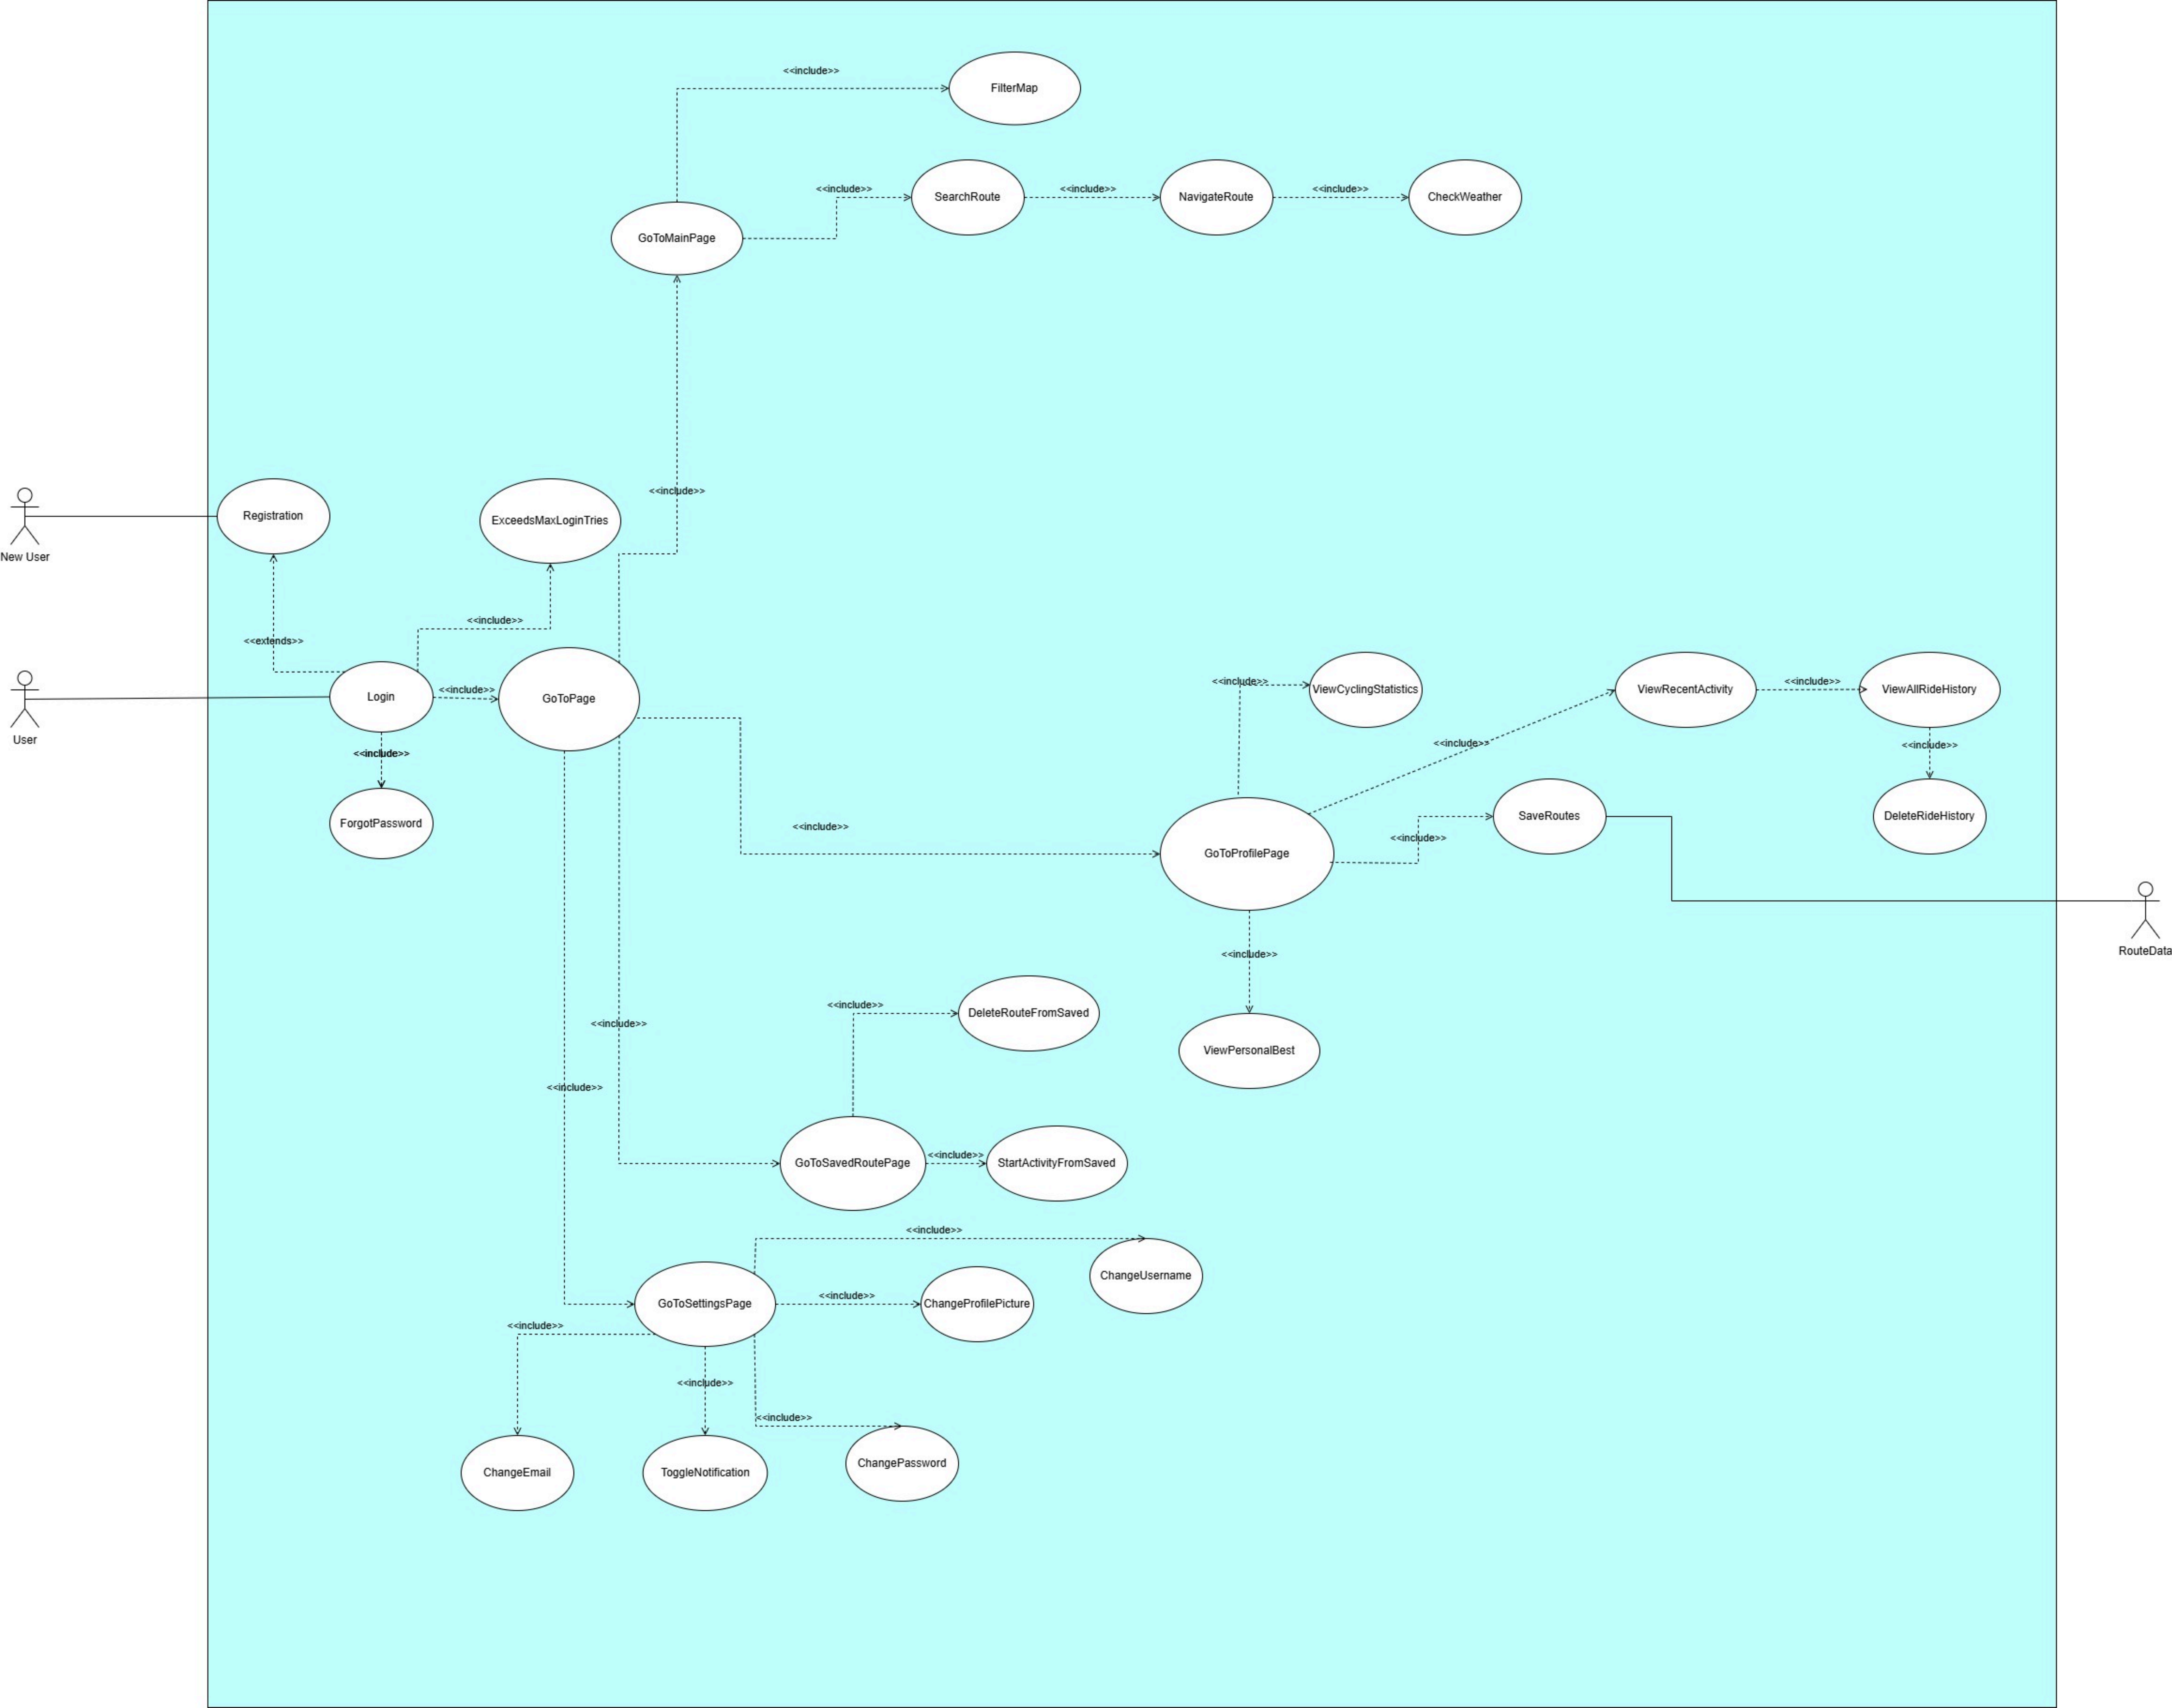 <<include>>
FilterMap
<<include>>
SearchRoute
<<include>>
NavigateRoute
<<include>>
CheckWeather
GoToMainPage
<<include>>
New User
Registration
ExceedsMaxLoginTries
<<extends>>
<<include>>
User
Login
<<include>>
GoToPage
<<include>>
ForgotPassword
<<include>>
<<include>>
ViewCyclingStatistics
<<include>>
ViewRecentActivity
<<include>>
ViewAllRideHistory
<<include>>
DeleteRideHistory
GoToProfilePage
<<include>>
SaveRoutes
RouteData
<<include>>
ViewPersonalBest
<<include>>
<<include>>
<<include>>
DeleteRouteFromSaved
GoToSavedRoutePage
<<include>>
StartActivityFromSaved
<<include>>
ChangeUsername
GoToSettingsPage
<<include>>
ChangeProfilePicture
<<include>>
<<include>>
<<include>>
ChangeEmail
ToggleNotification
ChangePassword